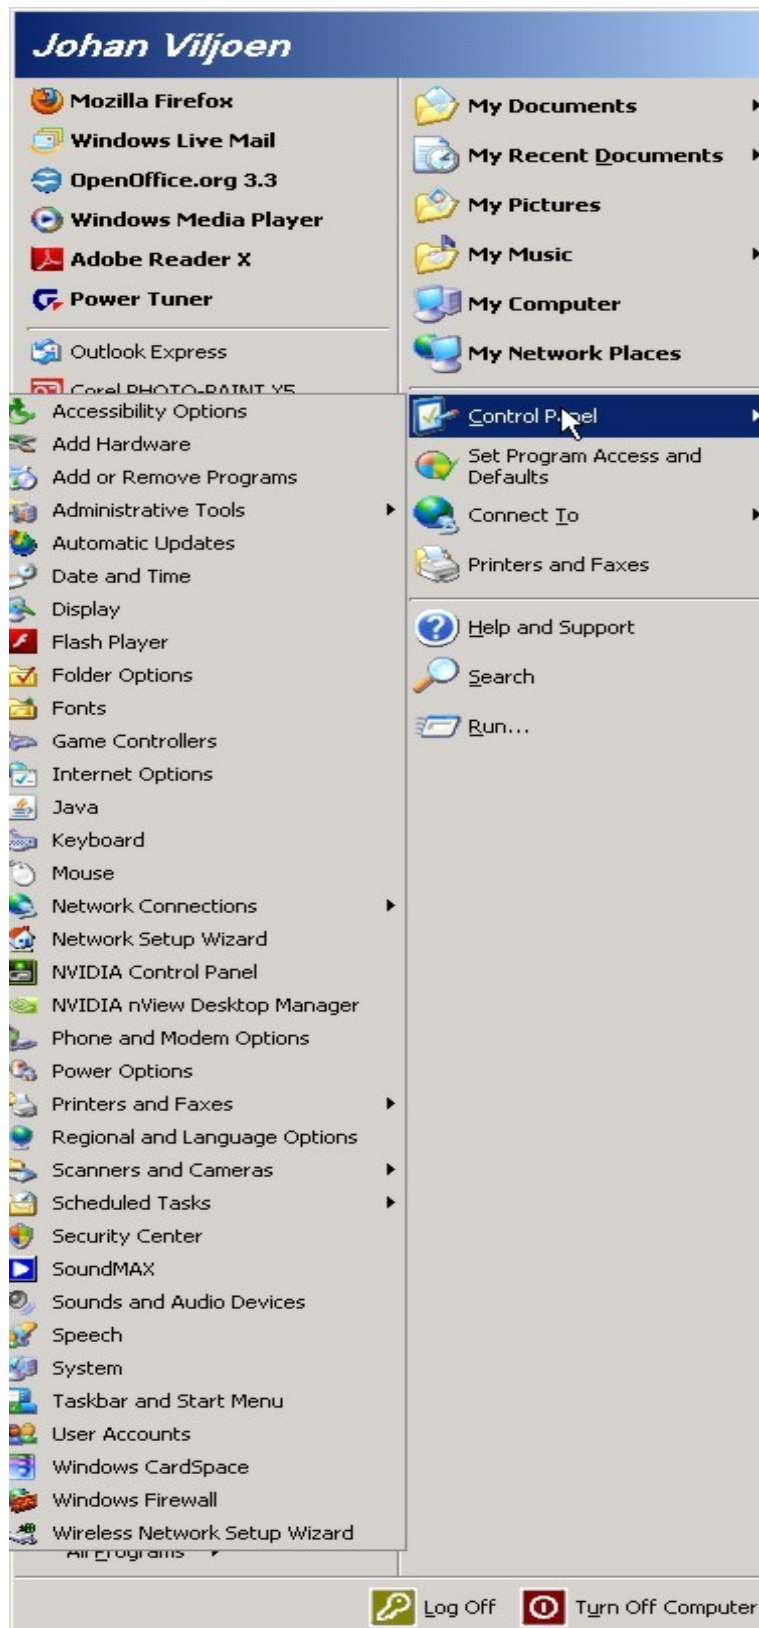 Johan Viljoen
Mozilla Firefox
Windows Live Mail
OpenOffice.org 3.3
Windows Media Player
Adobe Reader X
Power Tuner
Outlook Express
Corel PHOTO-PAINT X5
Accessibility Options
Add Hardware
Add or Remove Programs
Administrative Tools
Automatic Updates
Date and Time
Display
Flash Player
Folder Options
Fonts
Game Controllers
Internet Options
Java
Keyboard
Mouse
Network Connections
Network Setup Wizard
NVIDIA Control Panel
NVIDIA nView Desktop Manager
Phone and Modem Options
Power Options
Printers and Faxes
Regional and Language Options
Scanners and Cameras
Scheduled Tasks
Security Center
SoundMAX
Sounds and Audio Devices
Speech
System
Taskbar and Start Menu
User Accounts
Windows CardSpace
Windows Firewall
Wireless Network Setup Wizard
All Programs
My Documents
My Recent Documents
My Pictures
My Music
My Computer
My Network Places
Control Panel
Set Program Access and
Defaults
Connect To
Printers and Faxes
Help and Support
Search
Run...
Log Off
Turn Off Computer